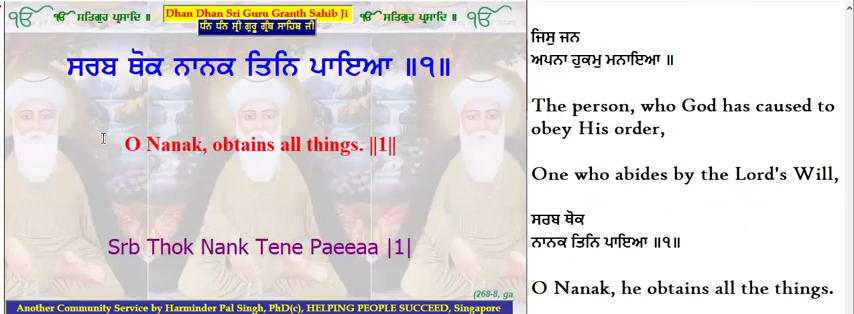 ੴ ੴ ਸਤਿਗੁਰ ਪ੍ਰਸਾਦਿ ॥ Dhan Dhan Sri Guru Granth Sahib Ji ੴ ਸਤਿਗੁਰ ਪ੍ਰਸਾਦਿ ॥ ੴ
ਧੰਨ ਧੰਨ ਸ੍ਰੀ ਗੁਰੂ ਗ੍ਰੰਥ ਸਾਹਿਬ ਜੀ
ਸਰਬ ਥੋਕ ਨਾਨਕ ਤਿਨਿ ਪਾਇਆ ॥੧॥
O Nanak, obtains all things. ||1||
Srb Thok Nank Tene Paeeaa |1|
(268-8, ga
Another Community Service by Harminder Pal Singh, PhD(c), HELPING PEOPLE SUCCEED, Singapore
ਜਿਸੁ ਜਨ
ਅਪਨਾ ਹੁਕਮੁ ਮਨਾਇਆ ॥
The person, who God has caused to
obey His order,
One who abides by the Lord's Will,
ਸਰਬ ਥੋਕ
ਨਾਨਕ ਤਿਨਿ ਪਾਇਆ ॥੧॥
O Nanak, he obtains all the things.